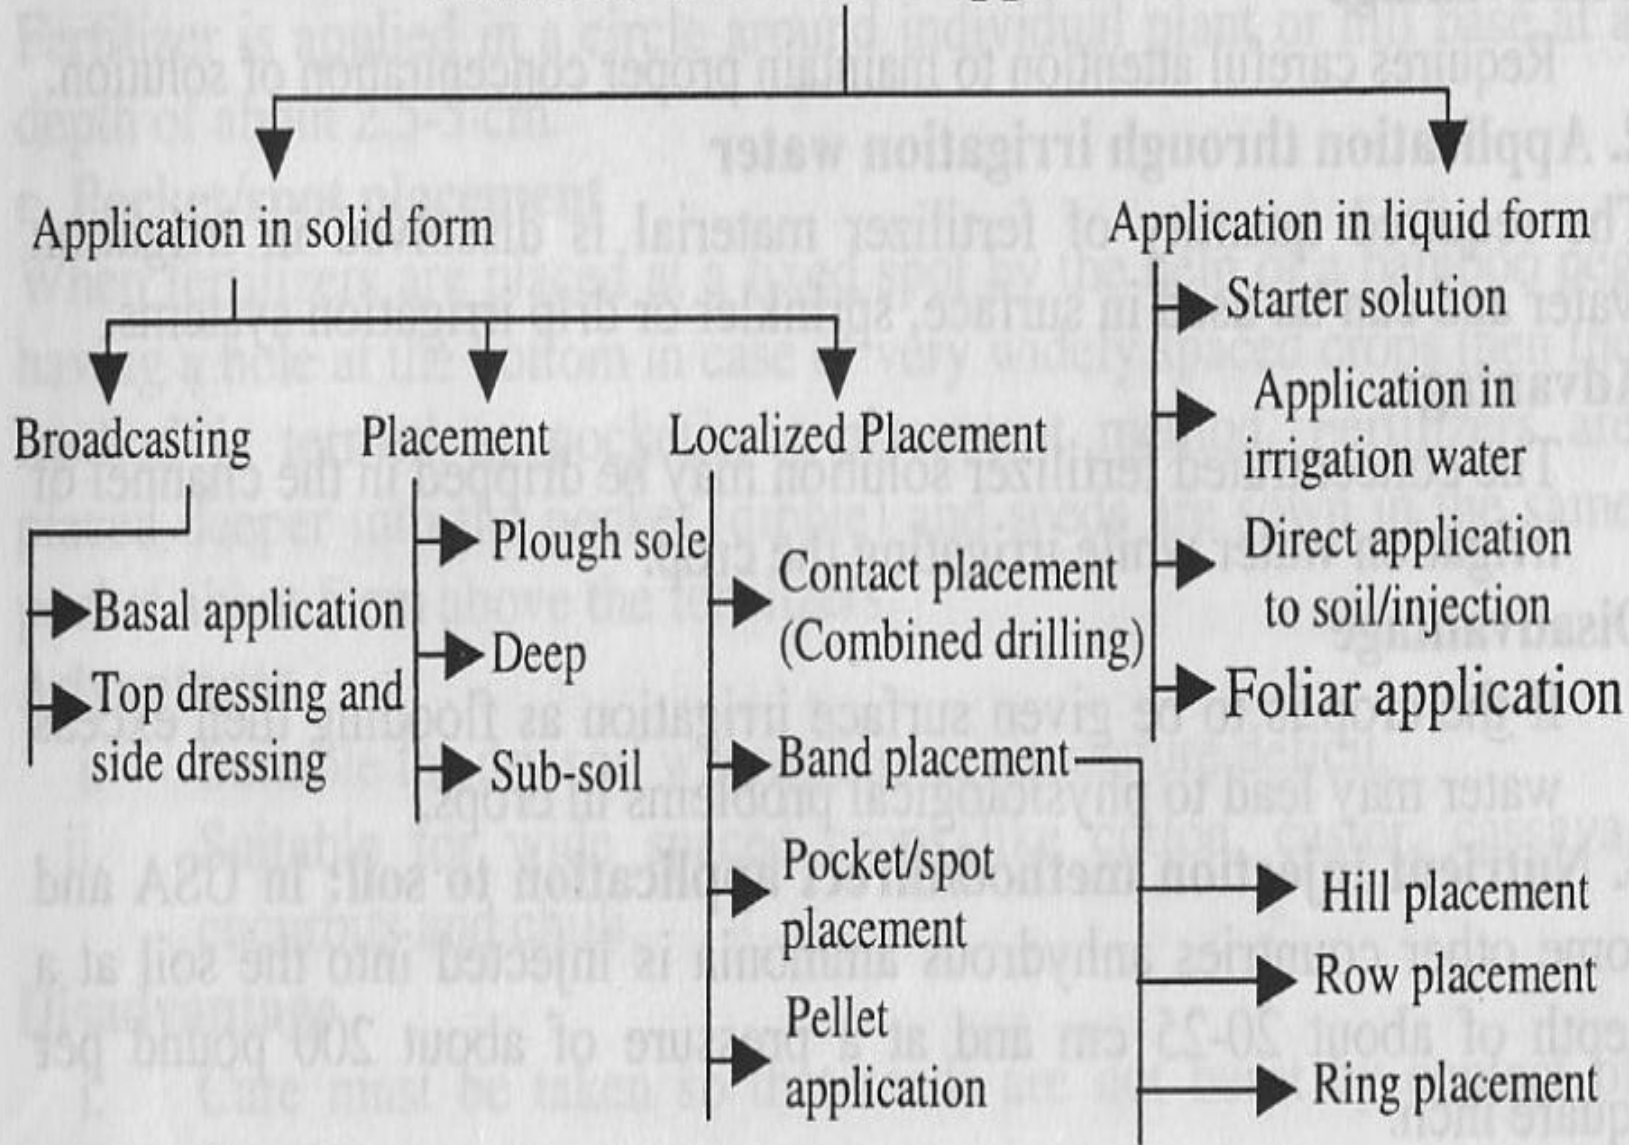 Application in solid form
Application in liquid form
Starter solution
Application in
irrigation water
Direct application
to soil/injection
Foliar application
Broadcasting
Basal application
Top dressing and
side dressing
Placement
Plough sole
Deep
Sub-soil
Localized Placement
Contact placement
(Combined drilling)
Band placement
Pocket/spot
placement
Pellet
application
Hill placement
Row placement
Ring placement